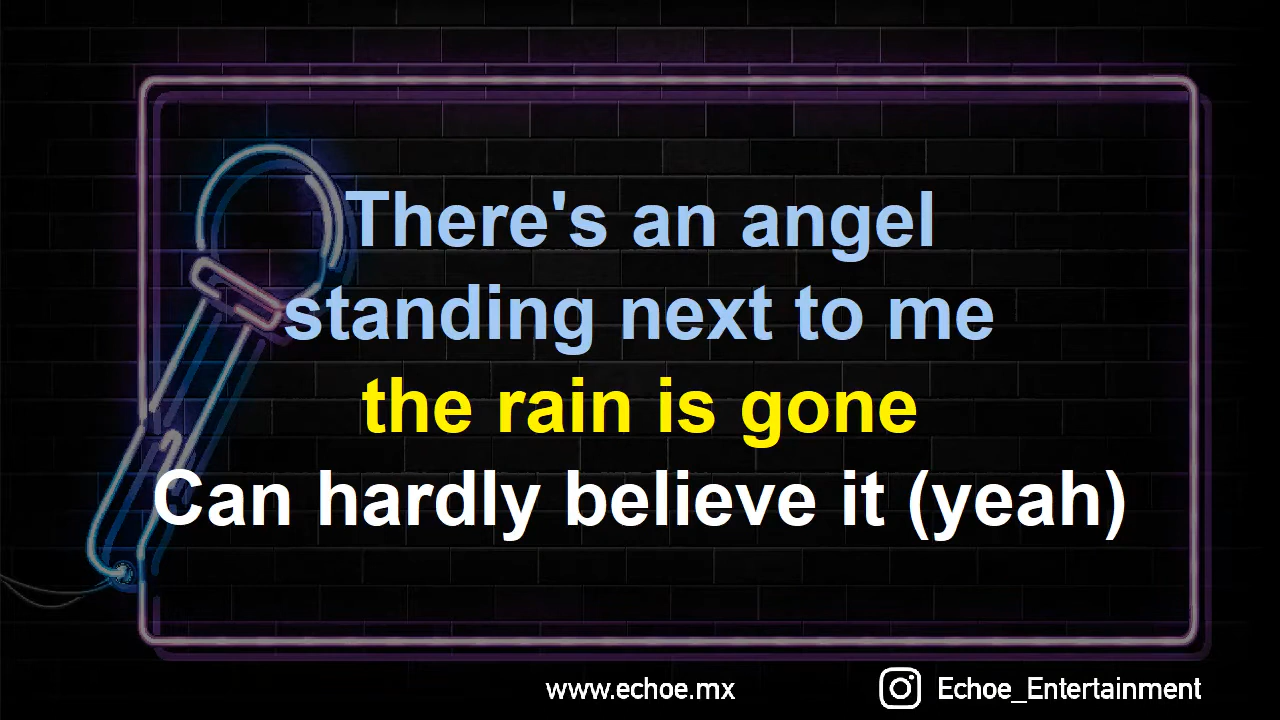 There's an angel
standing next to me
the rain is gone
Can hardly believe it (yeah)
www.echoe.mx
Echoe_Entertainment